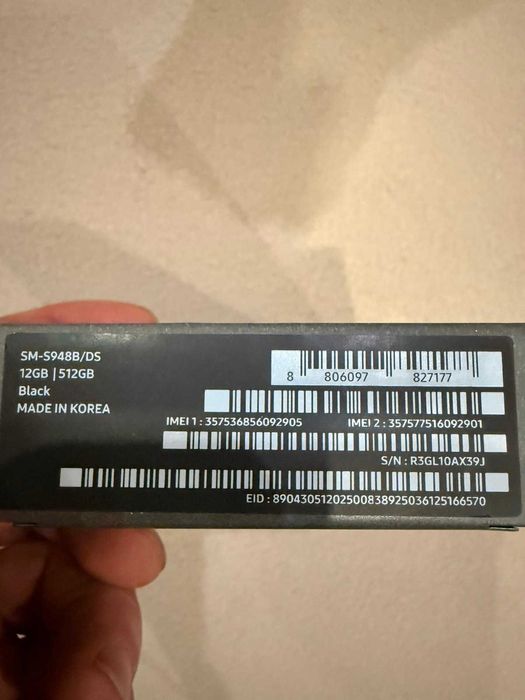 SM-S948B/DS
12GB | 512GB
Black
MADE IN KOREA
8 806097 827177
IMEI 1 : 357536856092905 IMEI 2 : 357577516092901
S/N : R3GL10AX39J
EID : 89043051202500838925036125166570